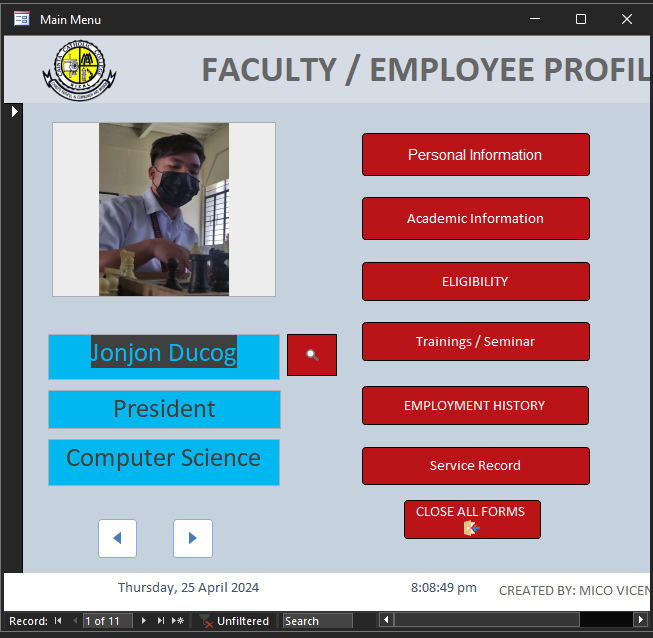 Main Menu
FACULTY / EMPLOYEE PROFIL
Personal Information
Academic Information
ELIGIBILITY
Trainings / Seminar
Jonjon Ducog
President
EMPLOYMENT HISTORY
Computer Science
Service Record
CLOSE ALL FORMS
Thursday, 25 April 2024
8:08:49 pm
CREATED BY: MICO VICEN
Record: 1 of 11 Unfiltered Search